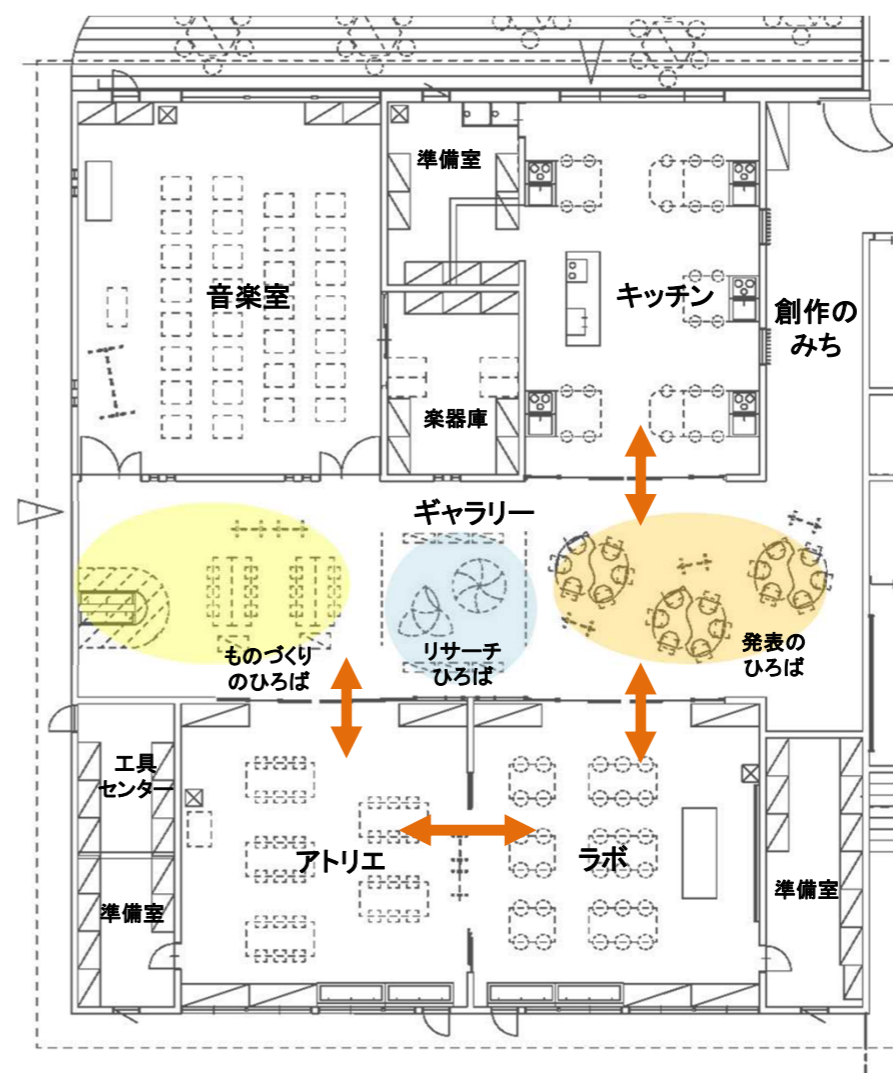 準備室
音楽室
キッチン
創作の
みち
楽器庫
ギャラリー
ものづくり
のひろば
リサーチ
ひろば
発表の
ひろば
工具
センター
アトリエ
ラボ
準備室
準備室